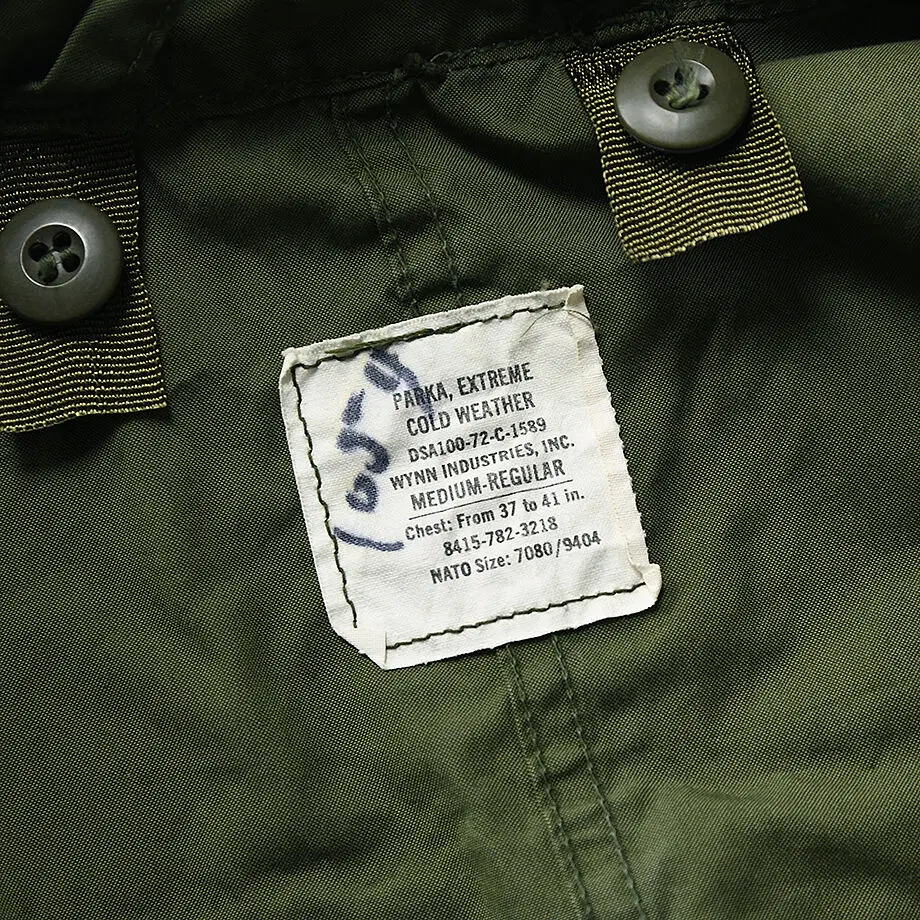 PARKA, EXTREME
COLD WEATHER
DSA100-72-C-1589
WYNN INDUSTRIES, INC.
MEDIUM-REGULAR
Chest: From 37 to 41 in.
8415-782-3218
NATO Size: 7080/9404